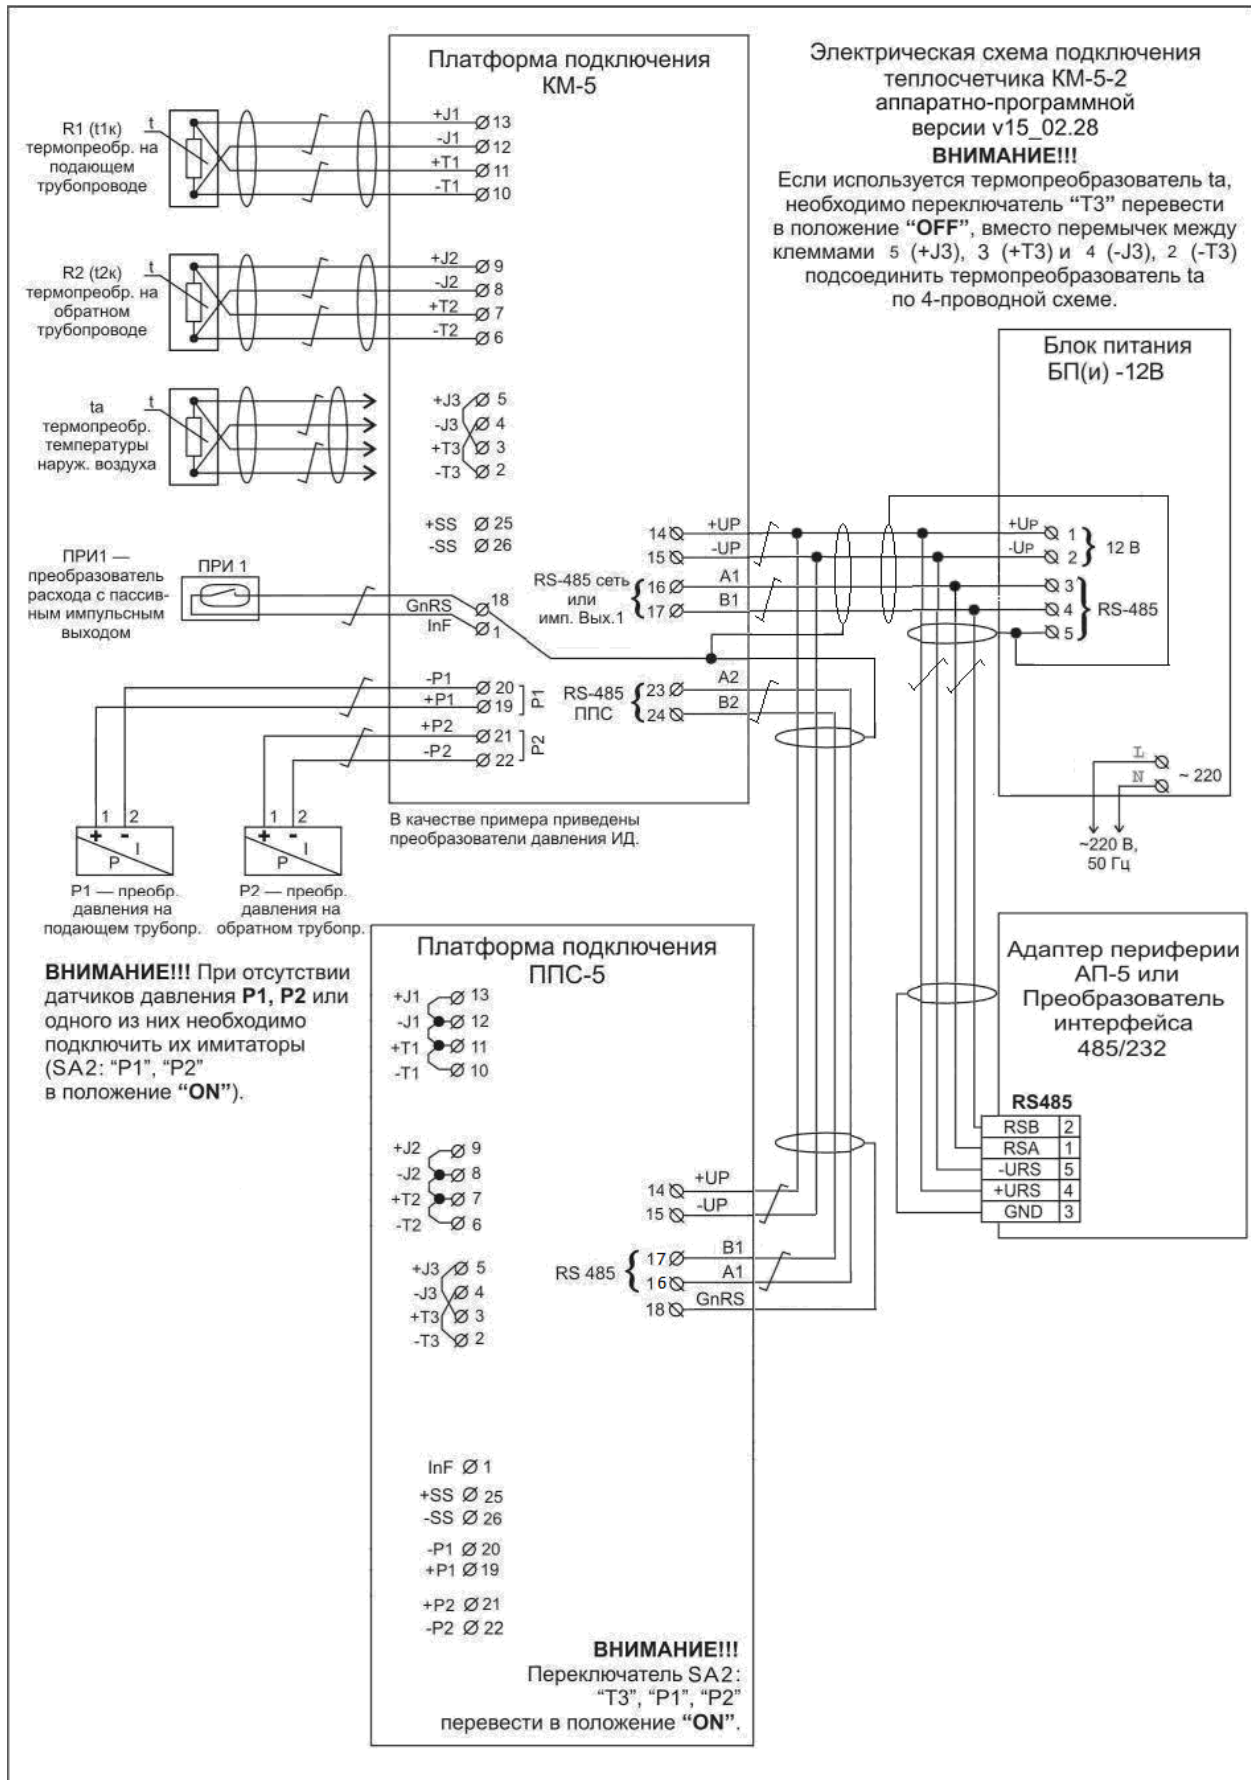 Платформа подключения
КМ-5
Электрическая схема подключения
теплосчетчика КМ-5-2
аппаратно-программной
версии v15_02.28
ВНИМАНИЕ!!!
Если используется термопреобразователь ta,
необходимо переключатель “Т3” перевести
в положение “OFF”, вместо перемычек между
клеммами 5 (+J3), 3 (+T3) и 4 (-J3), 2 (-T3)
подсоединить термопреобразователь ta
по 4-проводной схеме.
R1 (t1к)
термопреобр. на
подающем
трубопроводе
t
+J1 13
-J1 12
+T1 11
-T1 10
R2 (t2к)
термопреобр. на
обратном
трубопроводе
t
+J2 9
-J2 8
+T2 7
-T2 6
ta
термопреобр.
температуры
наруж. воздуха
t
+J3 5
-J3 4
+T3 3
-T3 2
+SS 25
-SS 26
ПРИ1 —
преобразователь
расхода с пассив-
ным импульсным
выходом
ПРИ 1
GnRS 18
InF 1
-P1 20
+P1 19
P1
+P2 21
-P2 22
P2
14 +UP
15 -UP
RS-485 сеть
или
имп. Вых.1
16 A1
17 B1
RS-485
ППС
23 A2
24 B2
Блок питания
БП(и) -12В
+UP 1
-UP 2
12 В
3
4
5
RS-485
L
N
~ 220
~220 В,
50 Гц
1 2
+ -
P I
1 2
+ -
P I
P1 — преобр.
давления на
подающем трубопр.
P2 — преобр.
давления на
обратном трубопр.
В качестве примера приведены
преобразователи давления ИД.
ВНИМАНИЕ!!! При отсутствии
датчиков давления P1, P2 или
одного из них необходимо
подключить их имитаторы
(SA2: “P1”, “P2”
в положение “ON”).
Платформа подключения
ППС-5
+J1 13
-J1 12
+T1 11
-T1 10
+J2 9
-J2 8
+T2 7
-T2 6
+J3 5
-J3 4
+T3 3
-T3 2
14 +UP
15 -UP
RS 485
17 B1
16 A1
18 GnRS
InF 1
+SS 25
-SS 26
-P1 20
+P1 19
+P2 21
-P2 22
ВНИМАНИЕ!!!
Переключатель SA2:
“T3”, “P1”, “P2”
перевести в положение “ON”.
Адаптер периферии
АП-5 или
Преобразователь
интерфейса
485/232
RS485
RSB 2
RSA 1
-URS 5
+URS 4
GND 3